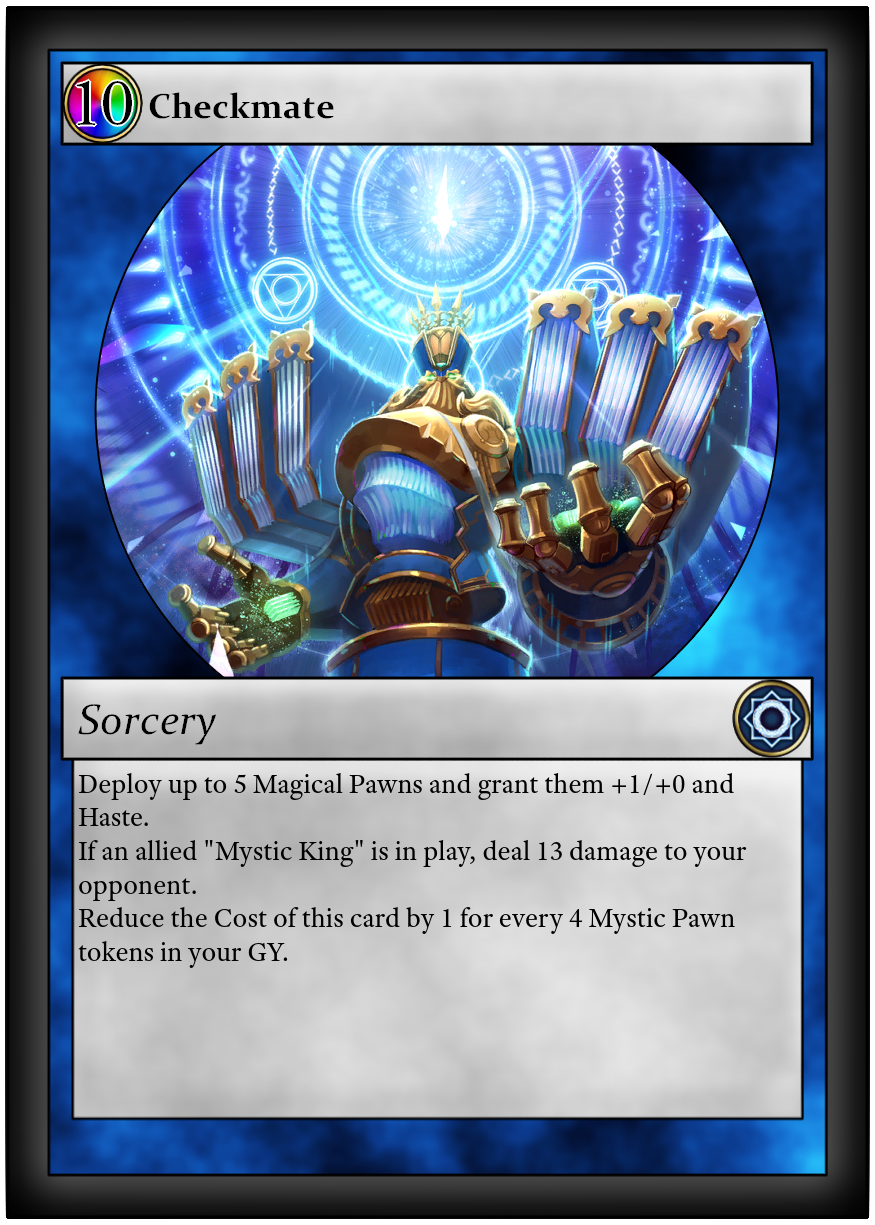 10 Checkmate
Sorcery
Deploy up to 5 Magical Pawns and grant them +1/+0 and
Haste.
If an allied "Mystic King" is in play, deal 13 damage to your
opponent.
Reduce the Cost of this card by 1 for every 4 Mystic Pawn
tokens in your GY.